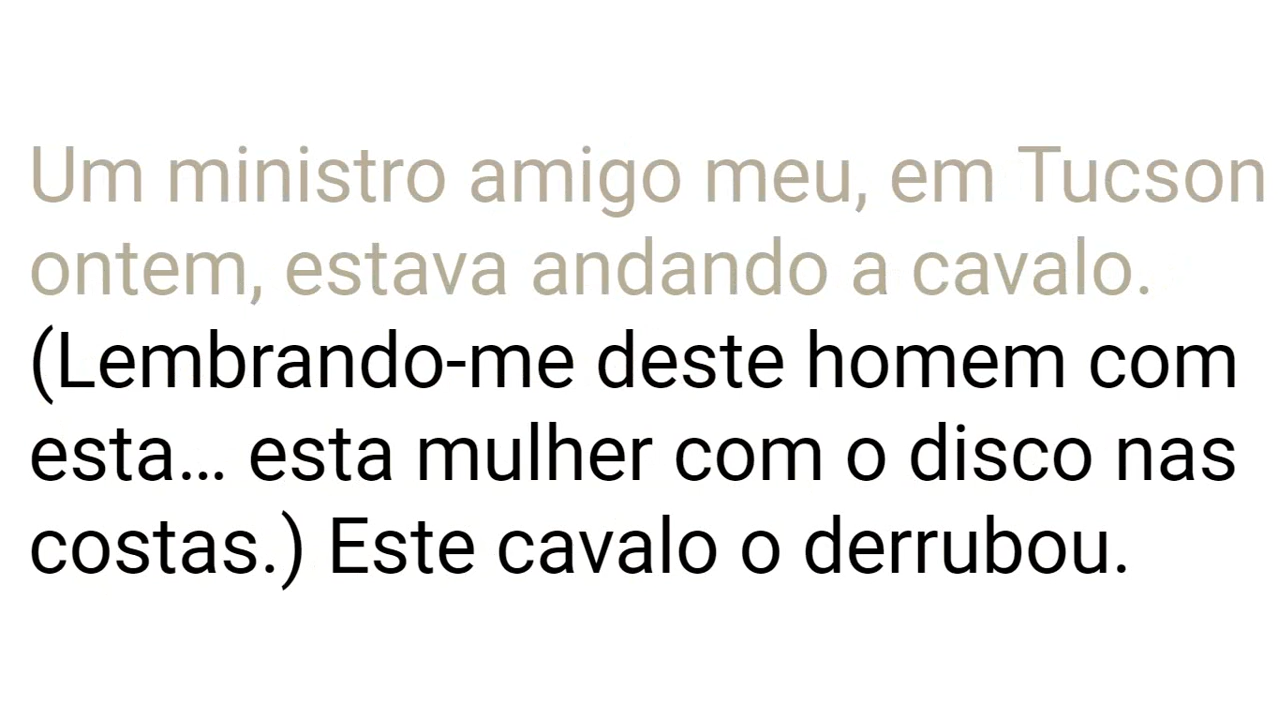 Um ministro amigo meu, em Tucson
ontem, estava andando a cavalo.
(Lembrando-me deste homem com
esta... esta mulher com o disco nas
costas.) Este cavalo o derrubou.